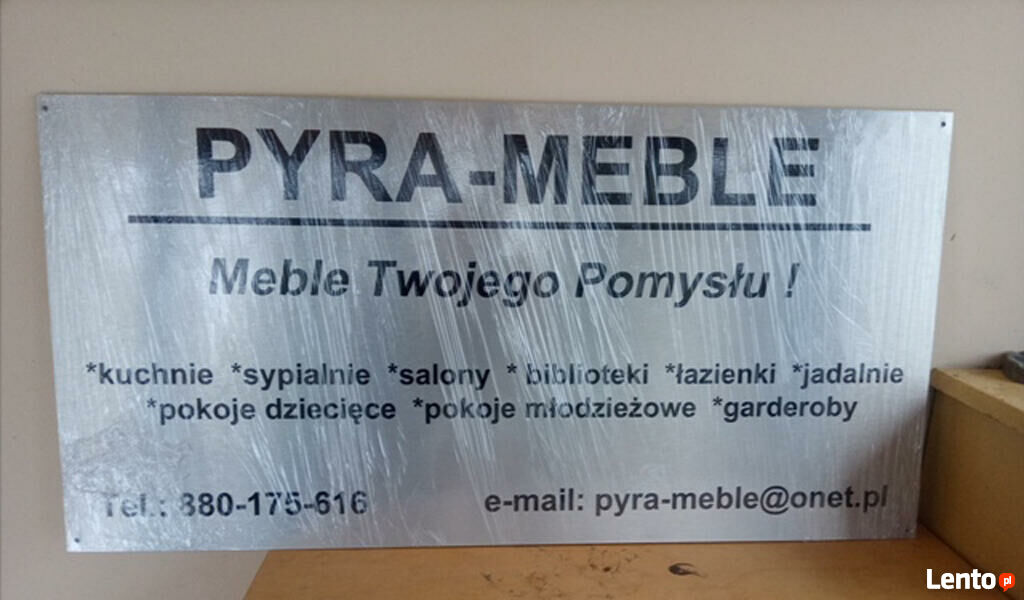 PYRA-MEBLE
Meble Twojego Pomysłu !
*kuchnie *sypialnie *salony * biblioteki *łazienki *jadalnie
*pokoje dziecięce *pokoje młodzieżowe *garderoby
Tel.: 880-175-616 e-mail: pyra-meble@onet.pl
Lento.pl